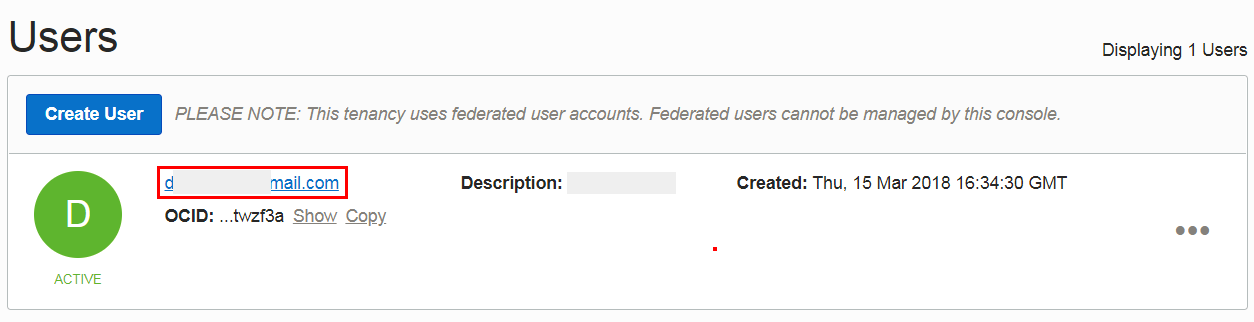 Users
Displaying 1 Users
Create User PLEASE NOTE: This tenancy uses federated user accounts. Federated users cannot be managed by this console.
D
d mail.com Description: Created: Thu, 15 Mar 2018 16:34:30 GMT
OCID: ...twzf3a Show Copy
ACTIVE